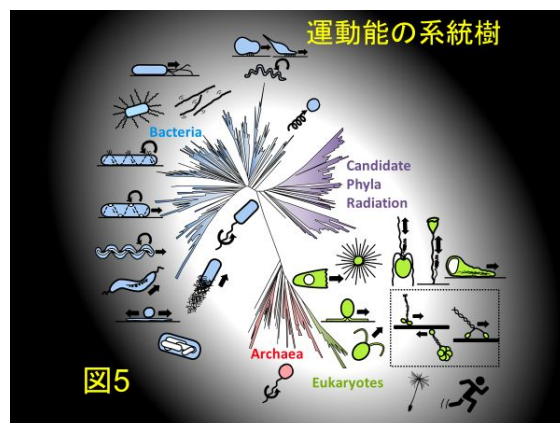 運動能の系統樹
Bacteria
Candidate
Phyla
Radiation
Archaea
Eukaryotes
図5